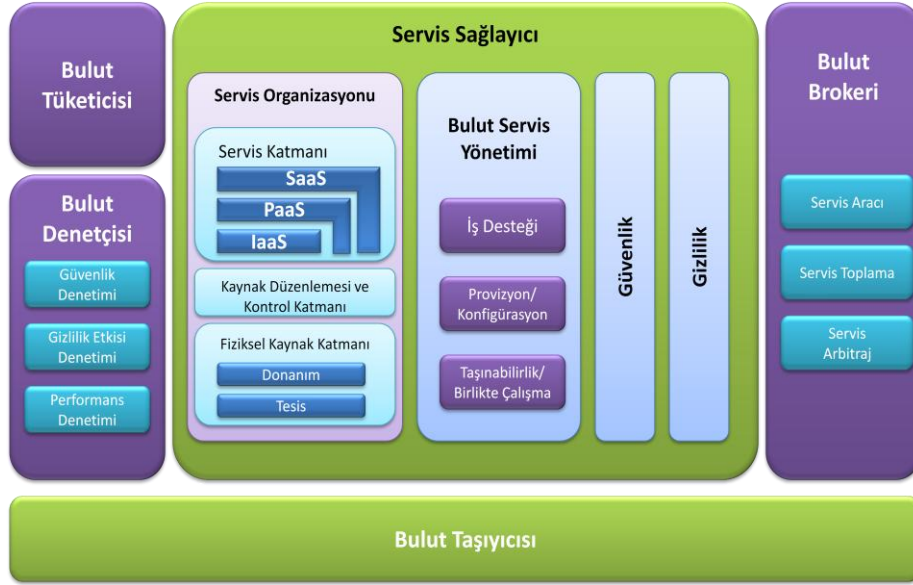 Bulut
Tüketicisi
Bulut
Denetçisi
Güvenlik
Denetimi
Gizlilik Etkisi
Denetimi
Performans
Denetimi
Servis Sağlayıcı
Servis Organizasyonu
Servis Katmanı
SaaS
PaaS
IaaS
Kaynak Düzenlemesi ve
Kontrol Katmanı
Fiziksel Kaynak Katmanı
Donanım
Tesis
Bulut Servis
Yönetimi
İş Desteği
Provizyon/
Konfigürasyon
Taşınabilirlik/
Birlikte Çalışma
Güvenlik
Gizlilik
Bulut
Brokeri
Servis Aracı
Servis Toplama
Servis
Arbitraj
Bulut Taşıyıcısı